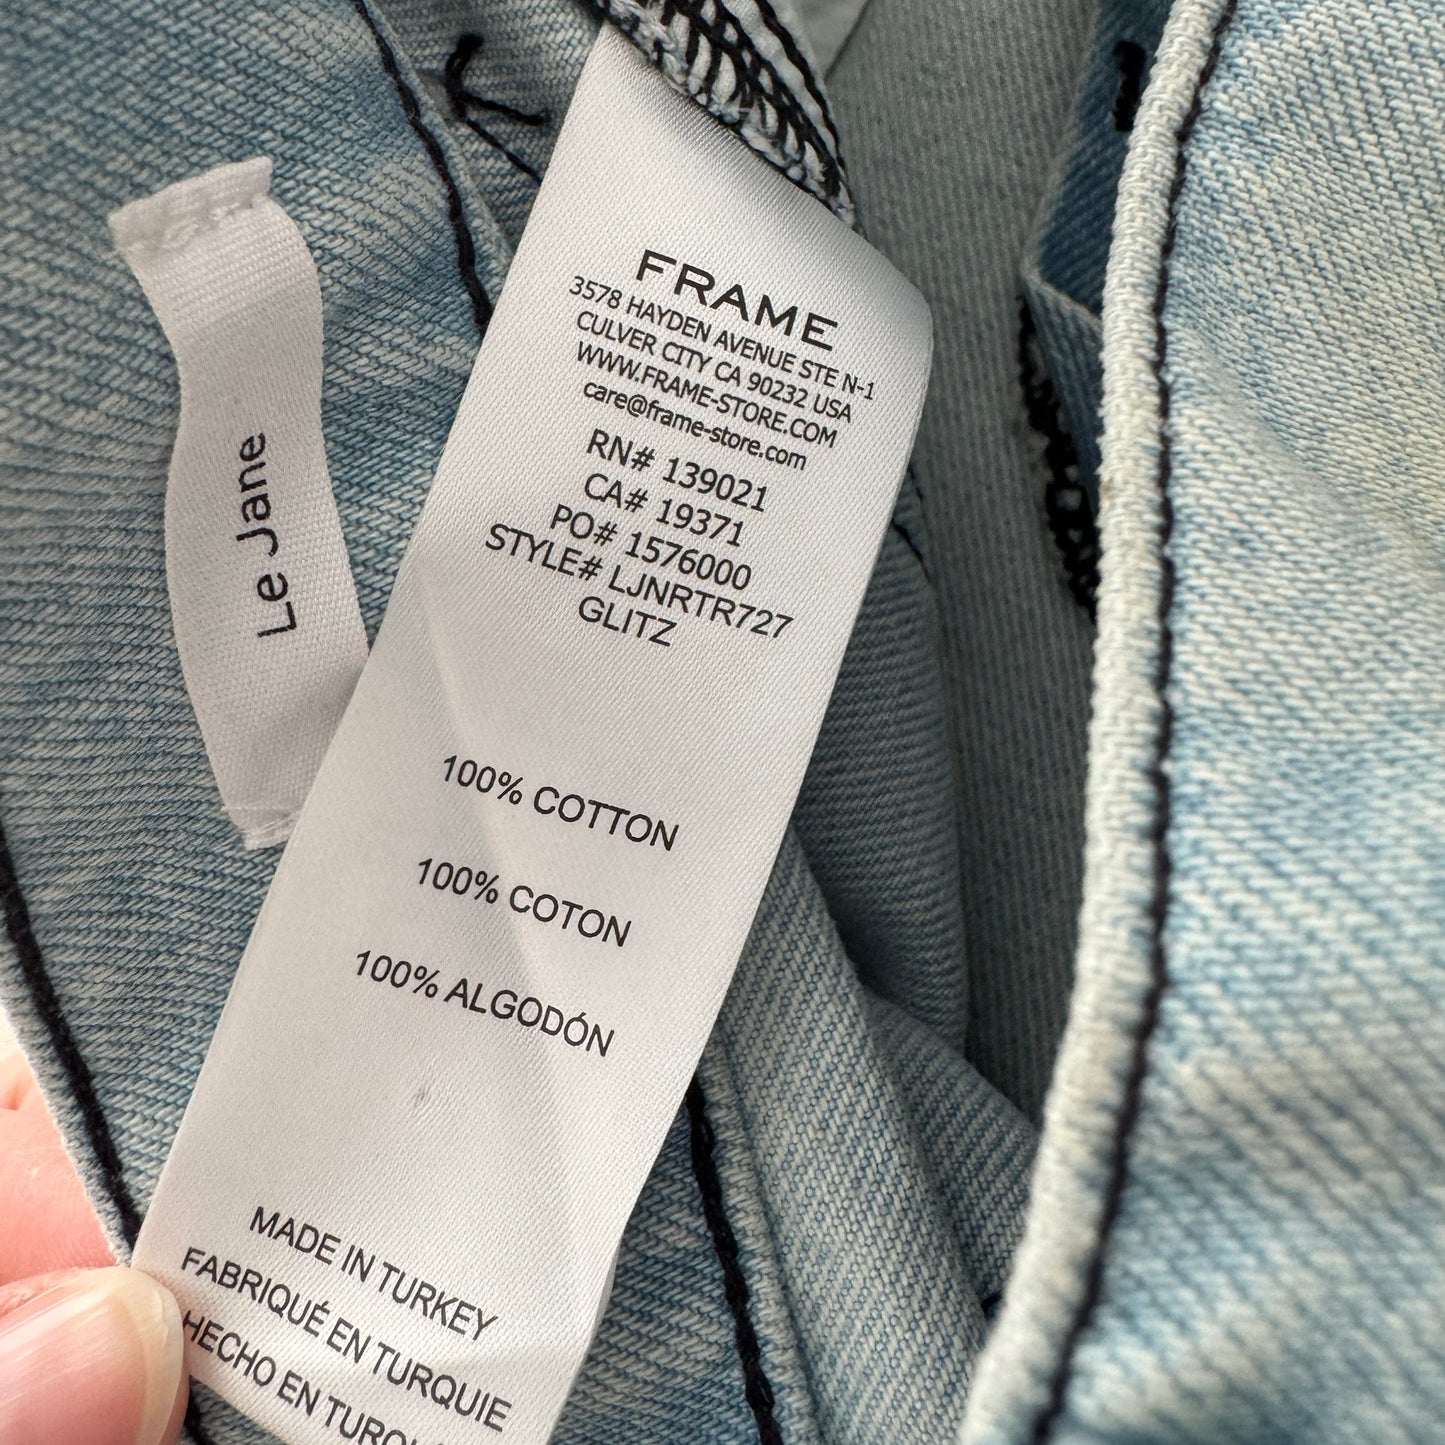 Le Jane
FRAME
3578 HAYDEN AVENUE STE N-1
CULVER CITY CA 90232 USA
WWW.FRAME-STORE.COM
care@frame-store.com
RN# 139021
CA# 19371
PO# 1576000
STYLE# LJNRTR727
GLITZ
100% COTTON
100% COTON
100% ALGODÓN
MADE IN TURKEY
FABRIQUÉ EN TURQUIE
HECHO EN